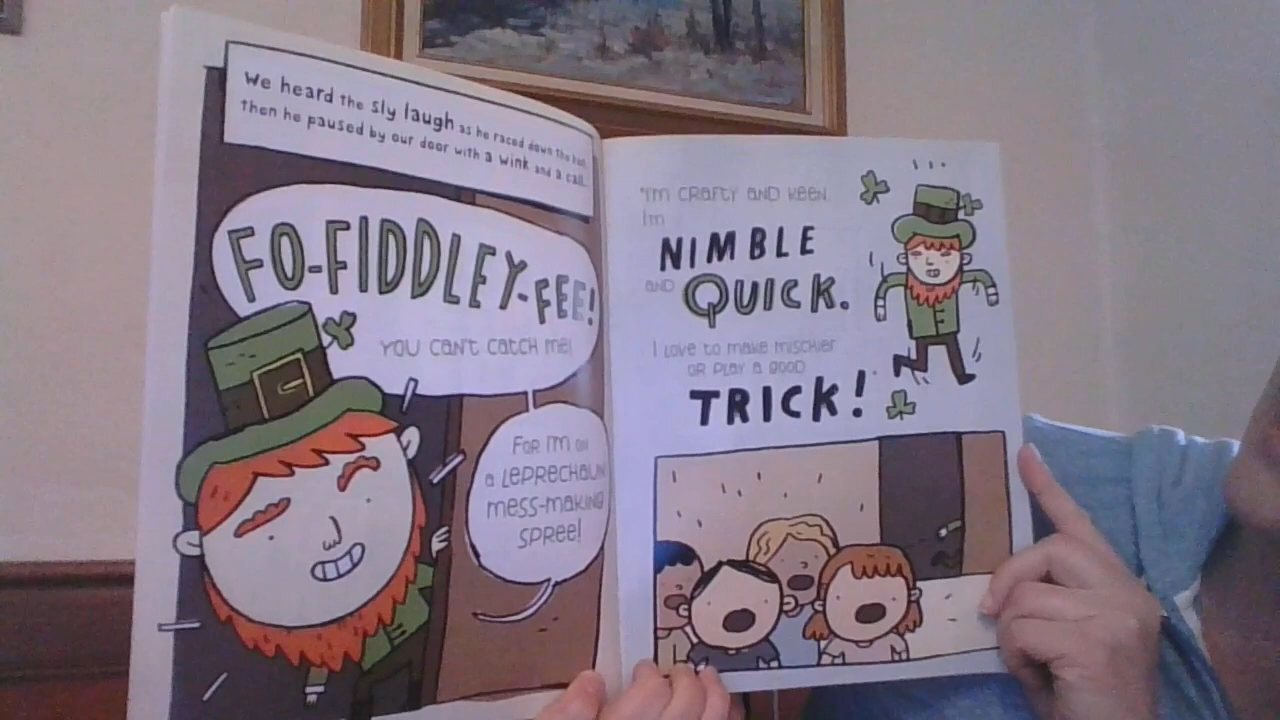 We heard the sly laugh as he raced down the hall,
then he paused by our door with a wink and a call...
FO-FIDDLEY-FEE!
YOU CAN'T CATCH ME!
FOR I'M ON
a LEPRECHAUN
MESS-MAKING
SPREE!
"I'M CRAFTY AND KEEN.
I'm
NIMBLE
AND QUICK.
I LOVE TO MAKE MISCHIEF
OR PLAY A GOOD
TRICK!